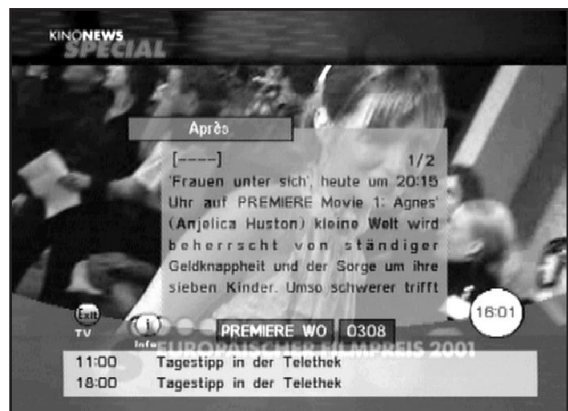 KINONEWS
SPECIAL
Après
[----] 1/2
'Frauen unter sich', heute um 20:15
Uhr auf PREMIERE Movie 1: Agnes'
(Anjelica Huston) kleine Welt wird
beherrscht von ständiger
Geldknappheit und der Sorge um ihre
sieben Kinder. Umso schwerer trifft
Exit
TV
i
Info
16:01
PREMIERE WO 0308
EUROPÄISCHER FILMPREIS 2001
11:00 Tagestipp in der Telethek
18:00 Tagestipp in der Telethek